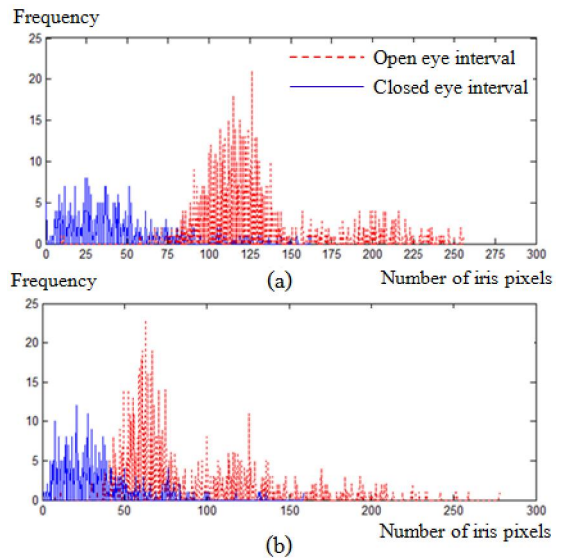 Frequency
25
20
15
10
5
0
Open eye interval
Closed eye interval
0 25 50 75 100 125 150 175 200 225 250 275 300
(a)
Number of iris pixels
Frequency
25
20
15
10
5
0
0 50 100 150 200 250 300
Number of iris pixels
(b)